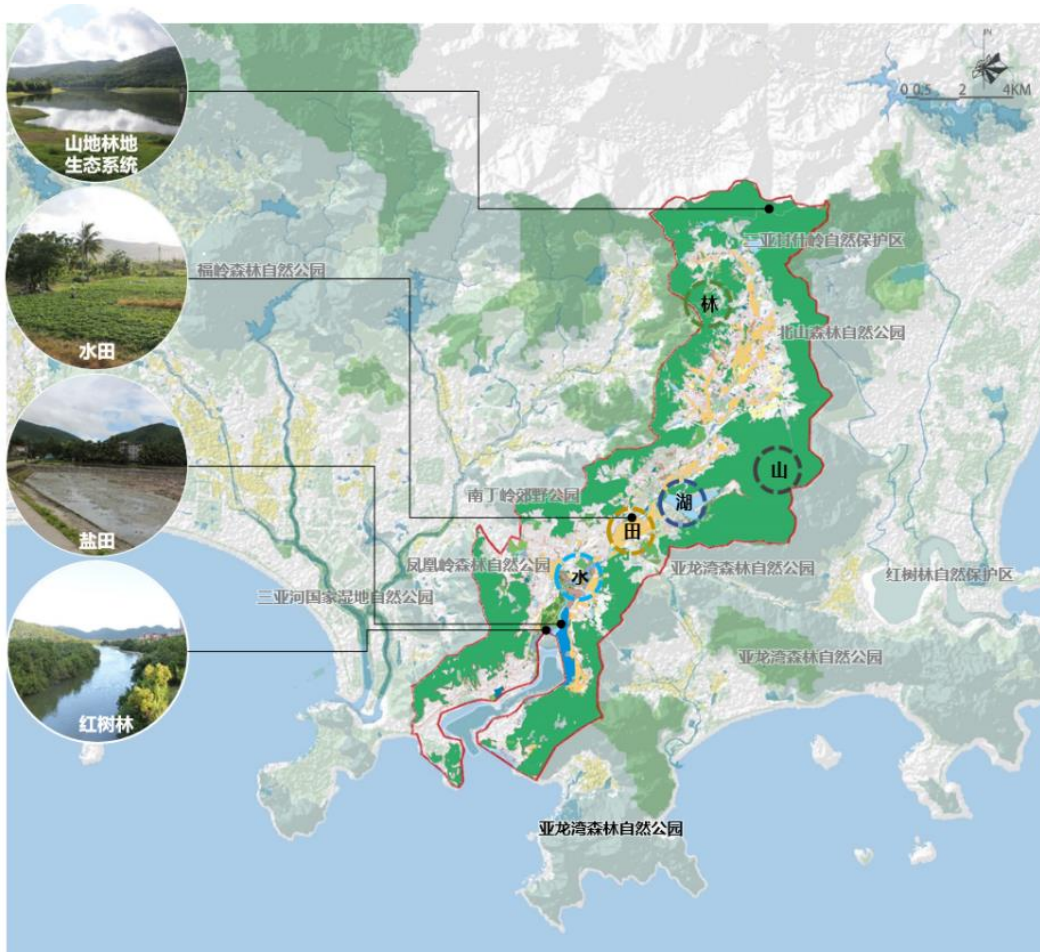 N
0 0.5 2 4KM
山地林地
生态系统
三亚甘什岭自然保护区
水田
福岭森林自然公园
林
北山森林自然公园
盐田
山
南丁岭郊野公园
湖
田
凤凰岭森林自然公园
水
亚龙湾森林自然公园
红树林自然保护区
三亚河国家湿地自然公园
亚龙湾森林自然公园
红树林
亚龙湾森林自然公园